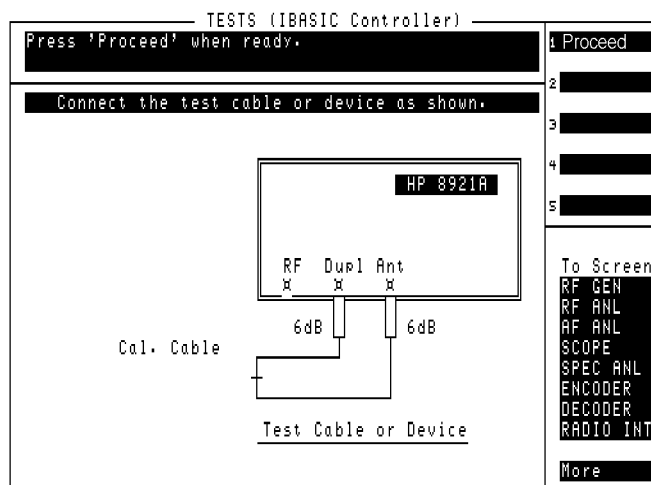 TESTS (IBASIC Controller)
Press 'Proceed' when ready.
Connect the test cable or device as shown.
HP 8921A
RF Dupl Ant
6dB 6dB
Cal. Cable
Test Cable or Device
1 Proceed
2
3
4
5
To Screen
RF GEN
RF ANL
AF ANL
SCOPE
SPEC ANL
ENCODER
DECODER
RADIO INT
More